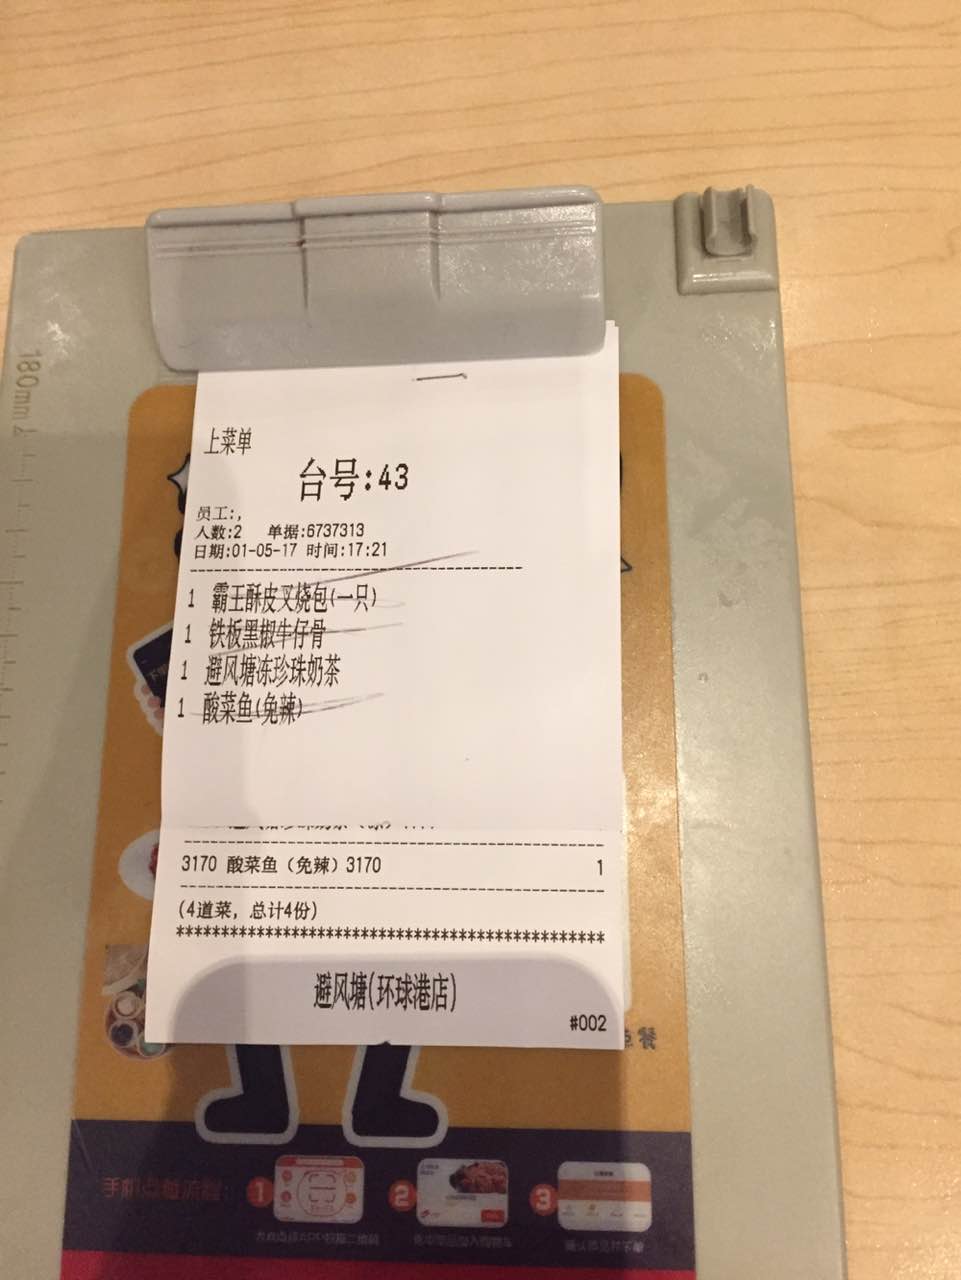 180mm
上菜单
台号:43
员工:,
人数:2 单据:6737313
日期:01-05-17 时间:17:21
1 霸王酥皮叉烧包(一只)
1 铁板黑椒牛仔骨
1 避风塘冻珍珠奶茶
1 酸菜鱼(免辣)
3170 酸菜鱼（免辣）3170 1
(4道菜, 总计4份)
************************************************
避风塘(环球港店)
#002
餐
1 2 3